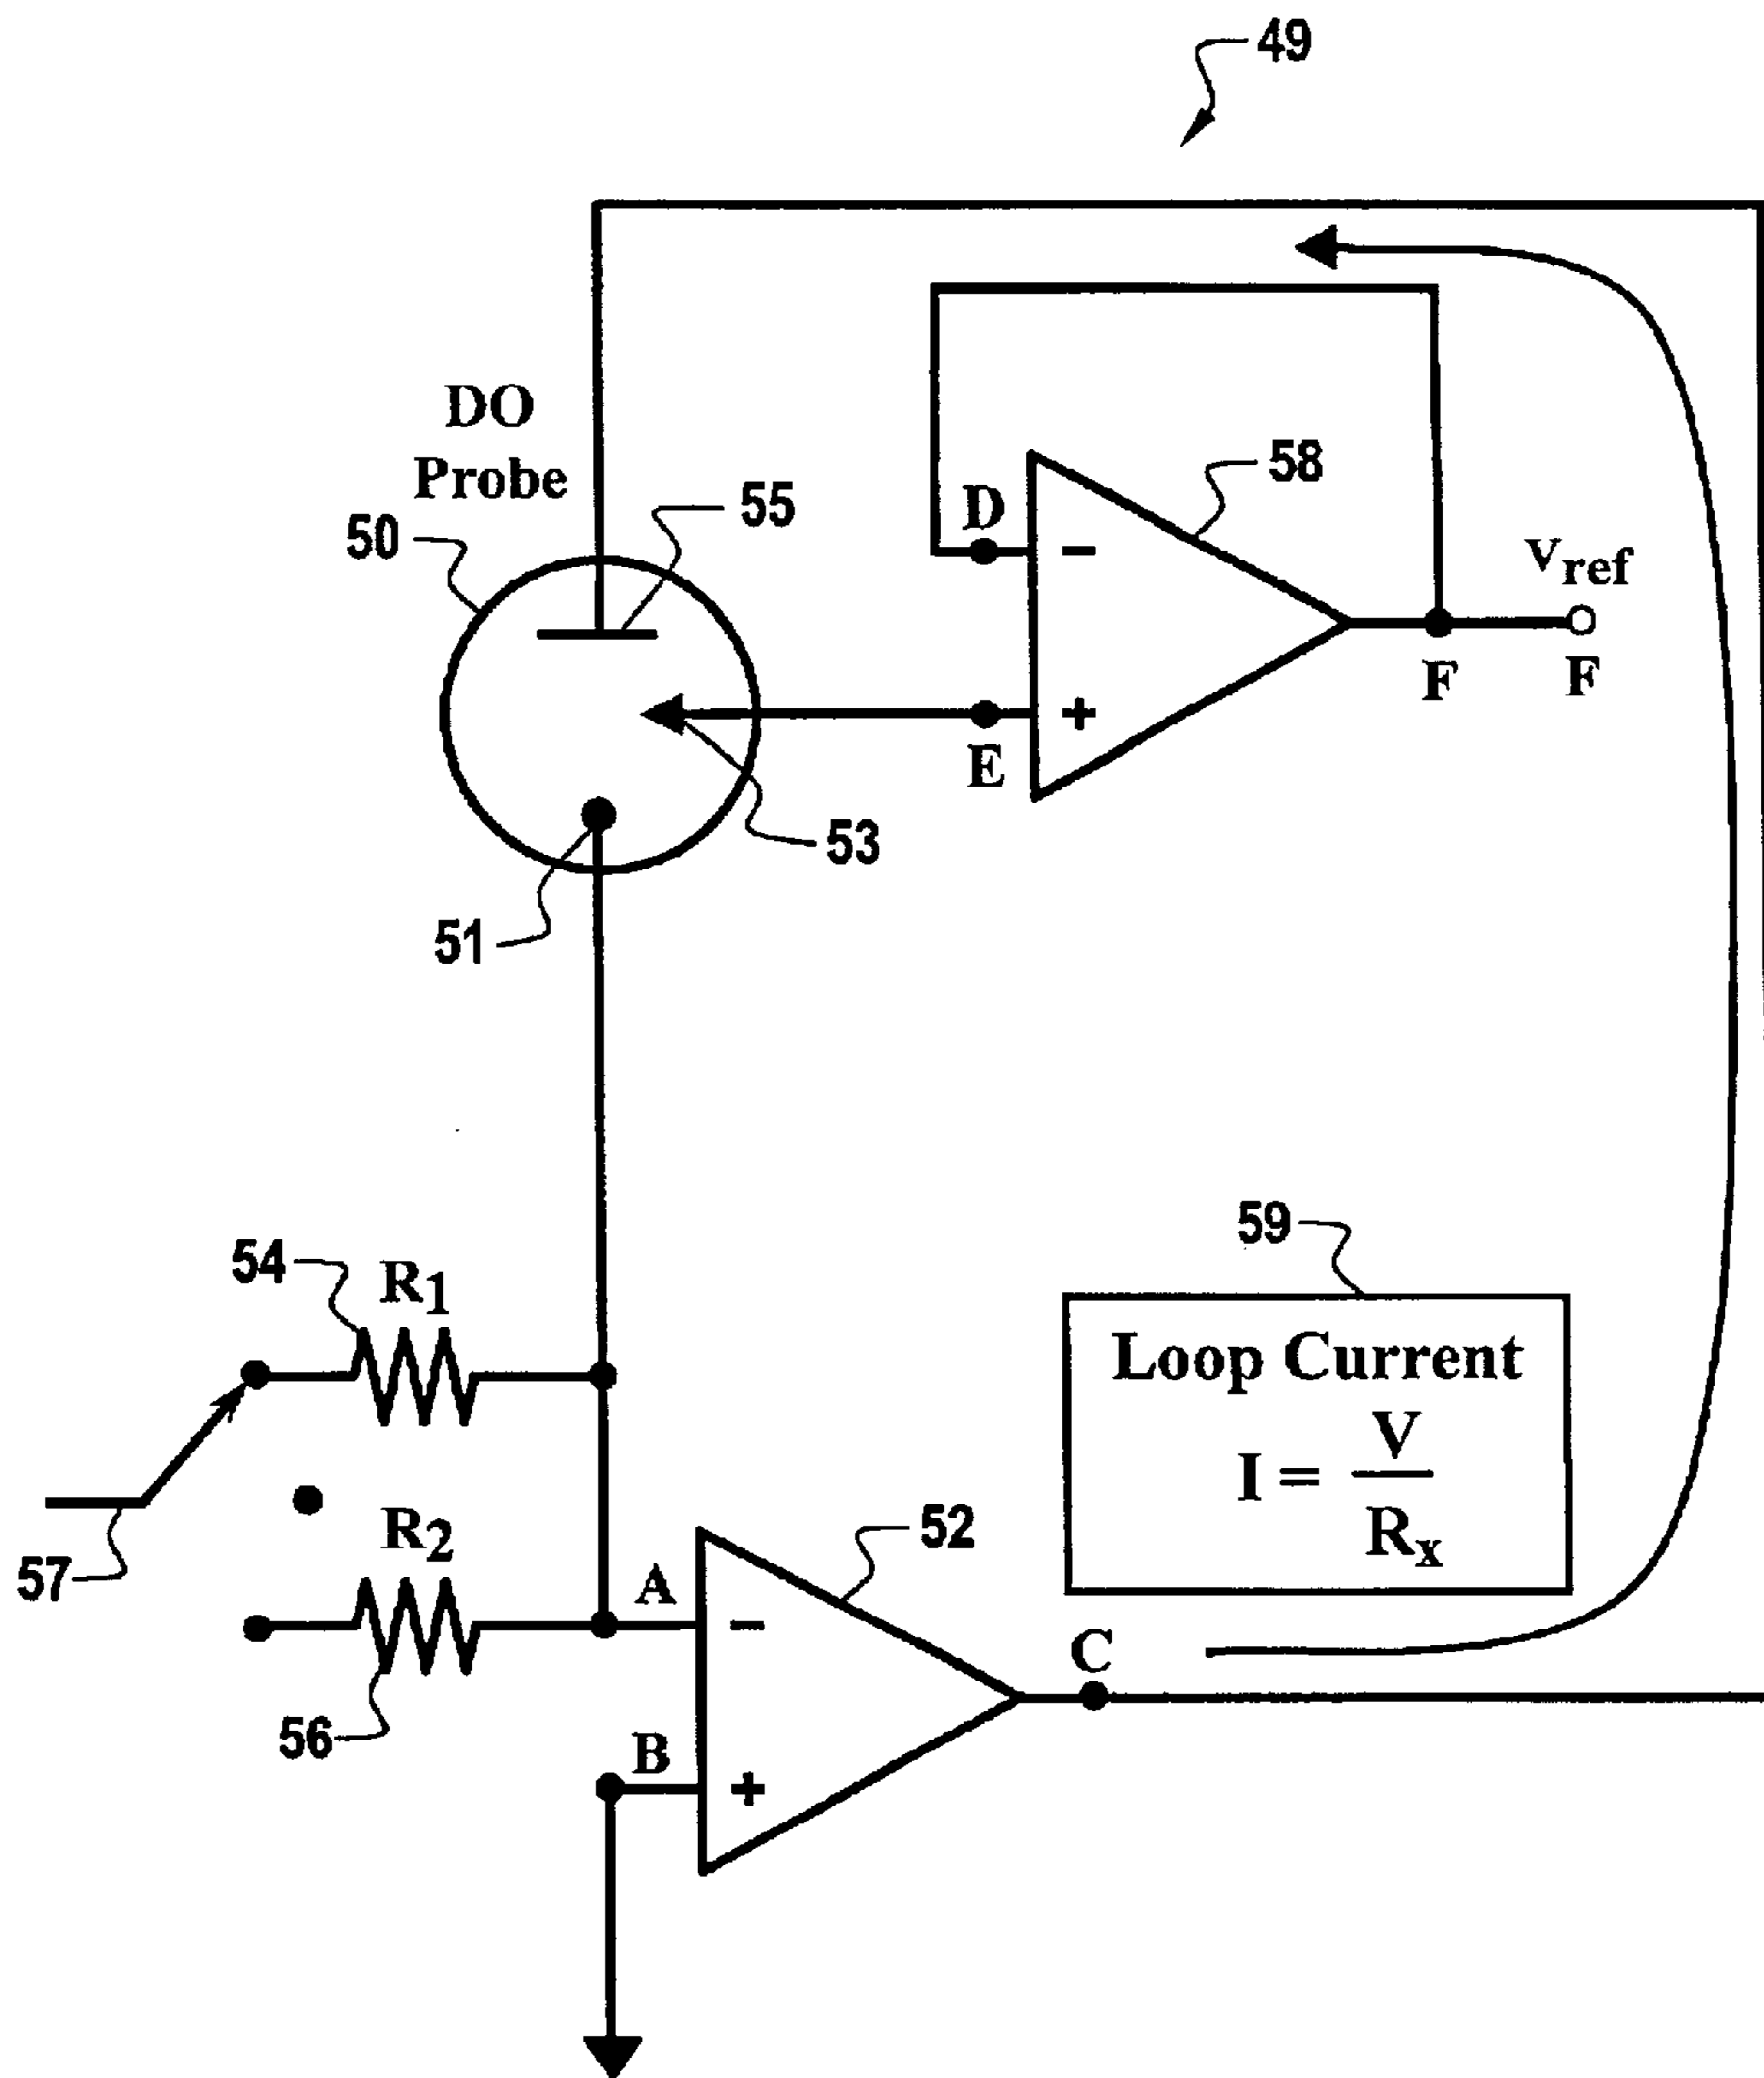 49
DO
Probe
50
55
58
D
−
Vref
F
F
+
E
53
51
59
54
R1
Loop Current
I = V
Rx
R2
52
57
A
−
C
56
B
+